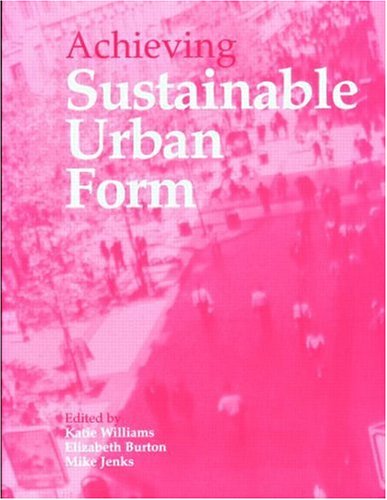 Achieving
Sustainable
Urban
Form
Edited by
Katie Williams
Elizabeth Burton
Mike Jenks